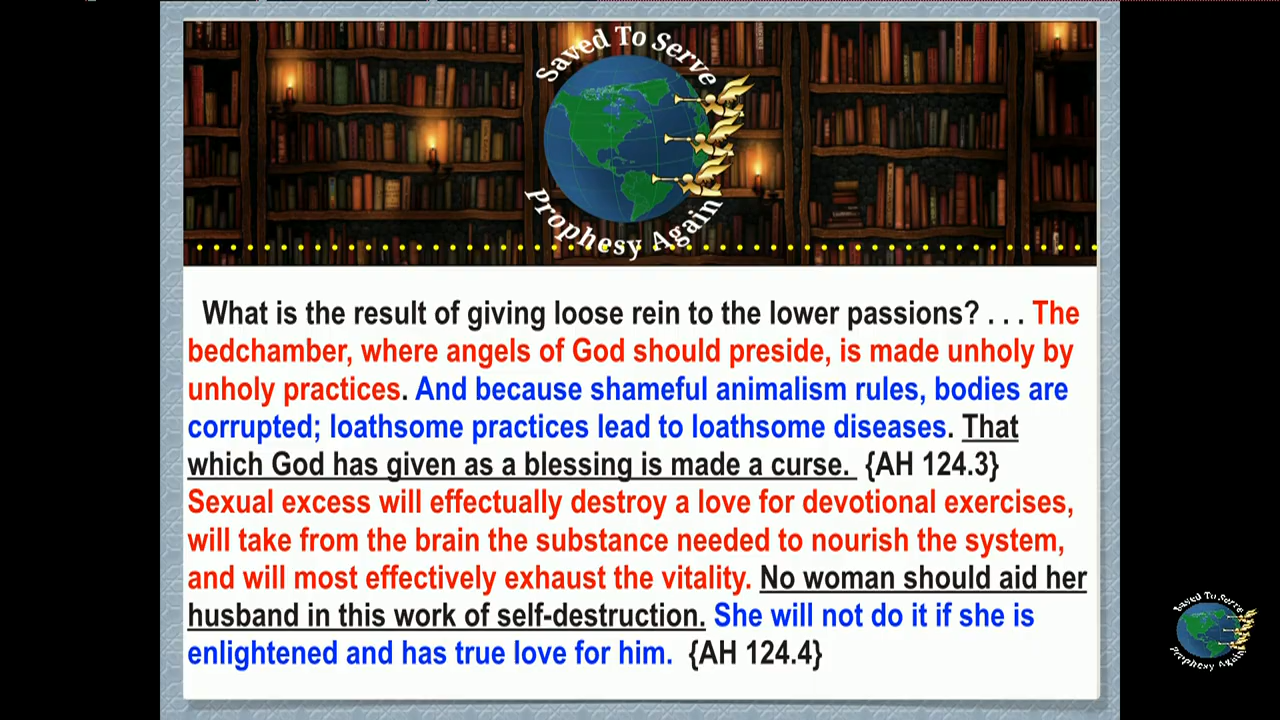 Saved To Serve
Prophesy Again
What is the result of giving loose rein to the lower passions? . . . The
bedchamber, where angels of God should preside, is made unholy by
unholy practices. And because shameful animalism rules, bodies are
corrupted; loathsome practices lead to loathsome diseases. That
which God has given as a blessing is made a curse. {AH 124.3}
Sexual excess will effectually destroy a love for devotional exercises,
will take from the brain the substance needed to nourish the system,
and will most effectively exhaust the vitality. No woman should aid her
husband in this work of self-destruction. She will not do it if she is
enlightened and has true love for him. {AH 124.4}
Saved To Serve
Prophesy Again